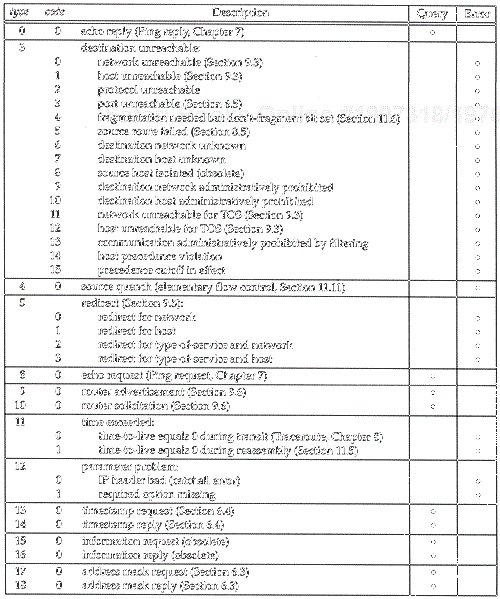 type code Description Query Error
0 0 echo reply (Ping reply, Chapter 7)
3 destination unreachable:
0 network unreachable (Section 9.3)
1 host unreachable (Section 9.3)
2 protocol unreachable
3 port unreachable (Section 6.5)
4 fragmentation needed but don't-fragment bit set (Section 11.6)
5 source route failed (Section 8.5)
6 destination network unknown
7 destination host unknown
8 source host isolated (obsolete)
9 destination network administratively prohibited
10 destination host administratively prohibited
11 network unreachable for TOS (Section 9.3)
12 host unreachable for TOS (Section 9.3)
13 communication administratively prohibited by filtering
14 host precedence violation
15 precedence cutoff in effect
4 0 source quench (elementary flow control, Section 11.11)
5 redirect (Section 9.5):
0 redirect for network
1 redirect for host
2 redirect for type-of-service and network
3 redirect for type-of-service and host
8 0 echo request (Ping request, Chapter 7)
9 0 router advertisement (Section 9.6)
10 0 router solicitation (Section 9.6)
11 time exceeded:
0 time-to-live equals 0 during transit (Traceroute, Chapter 8)
1 time-to-live equals 0 during reassembly (Section 11.5)
12 parameter problem:
0 IP header bad (catchall error)
1 required option missing
13 0 timestamp request (Section 6.4)
14 0 timestamp reply (Section 6.4)
15 0 information request (obsolete)
16 0 information reply (obsolete)
17 0 address mask request (Section 6.3)
18 0 address mask reply (Section 6.3)